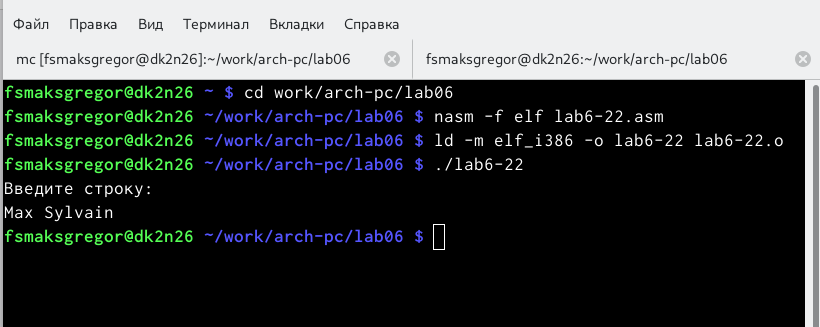 Файл Правка Вид Терминал Вкладки Справка
mc [fsmaksgregor@dk2n26]:~/work/arch-pc/lab06 fsmaksgregor@dk2n26:~/work/arch-pc/lab06
fsmaksgregor@dk2n26 ~ $ cd work/arch-pc/lab06
fsmaksgregor@dk2n26 ~/work/arch-pc/lab06 $ nasm -f elf lab6-22.asm
fsmaksgregor@dk2n26 ~/work/arch-pc/lab06 $ ld -m elf_i386 -o lab6-22 lab6-22.o
fsmaksgregor@dk2n26 ~/work/arch-pc/lab06 $ ./lab6-22
Введите строку:
Max Sylvain
fsmaksgregor@dk2n26 ~/work/arch-pc/lab06 $